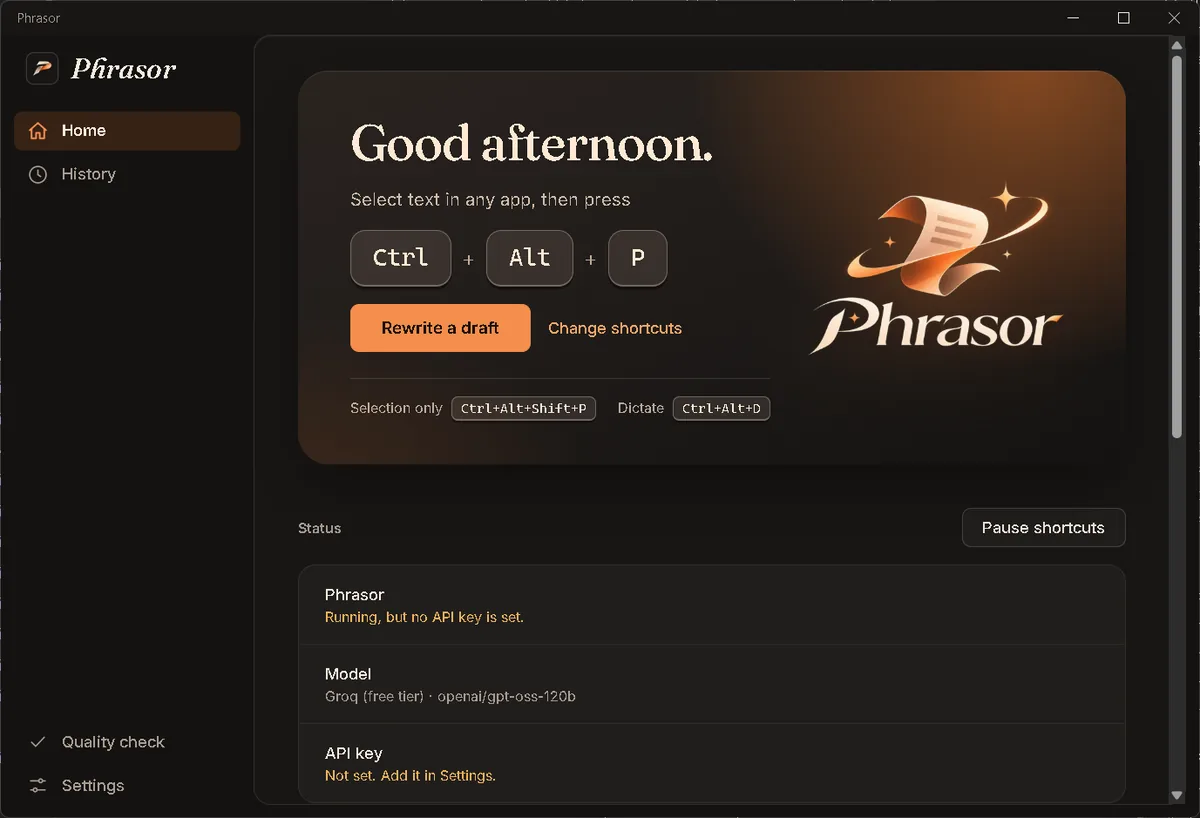 Phrasor
Phrasor
Home
History
Good afternoon.
Select text in any app, then press
Ctrl + Alt + P
Rewrite a draft Change shortcuts
Selection only Ctrl+Alt+Shift+P Dictate Ctrl+Alt+D
Phrasor
Status Pause shortcuts
Phrasor
Running, but no API key is set.
Model
Groq (free tier) · openai/gpt-oss-120b
API key
Not set. Add it in Settings.
Quality check
Settings